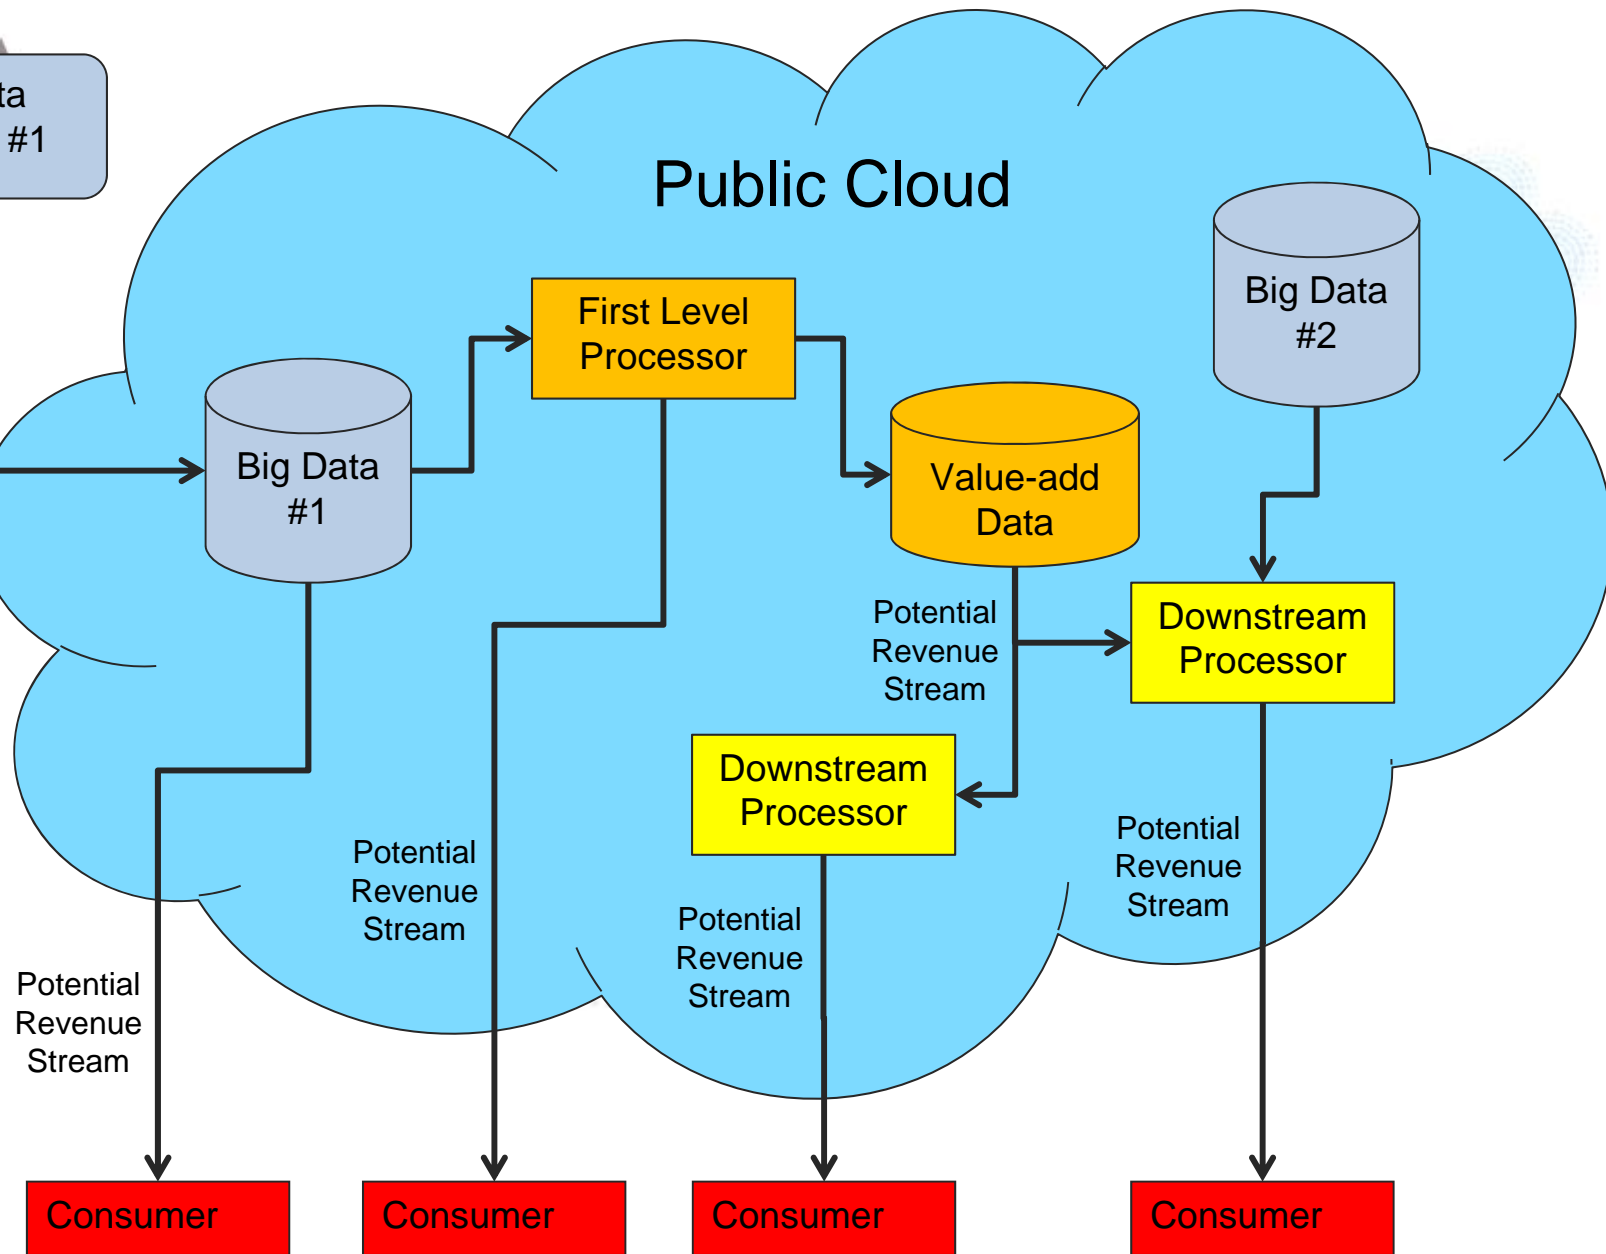 #1
Public Cloud
Big Data
#2
First Level
Processor
Big Data
#1
Value-add
Data
Potential
Revenue
Stream
Downstream
Processor
Downstream
Processor
Potential
Revenue
Stream
Potential
Revenue
Stream
Potential
Revenue
Stream
Potential
Revenue
Stream
Consumer
Consumer
Consumer
Consumer